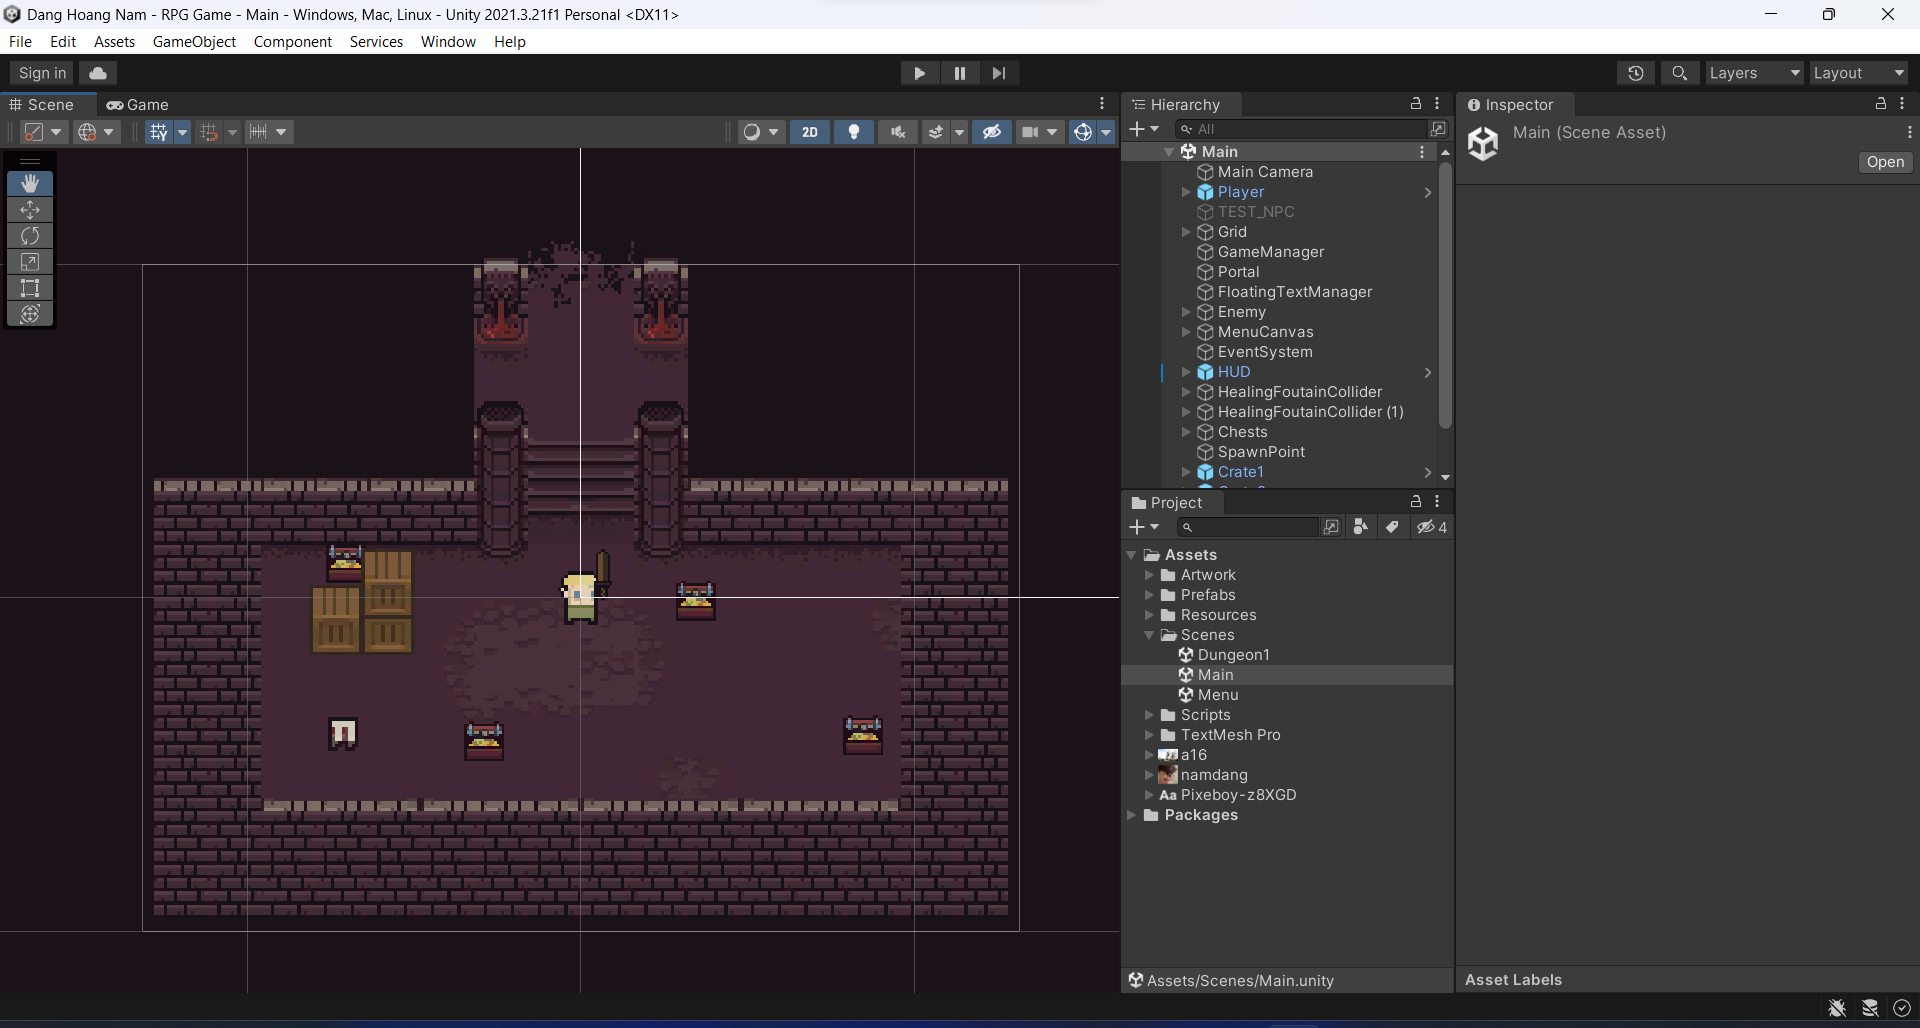 Dang Hoang Nam - RPG Game - Main - Windows, Mac, Linux - Unity 2021.3.21f1 Personal <DX11>
File Edit Assets GameObject Component Services Window Help
Sign in
Layers
Layout
Scene
Game
2D
Hierarchy
All
Main
Main Camera
Player
TEST_NPC
Grid
GameManager
Portal
FloatingTextManager
Enemy
MenuCanvas
EventSystem
HUD
HealingFoutainCollider
HealingFoutainCollider (1)
Chests
SpawnPoint
Crate1
Project
4
Assets
Artwork
Prefabs
Resources
Scenes
Dungeon1
Main
Menu
Scripts
TextMesh Pro
a16
namdang
Aa Pixeboy-z8XGD
Packages
Assets/Scenes/Main.unity
Inspector
Main (Scene Asset)
Open
Asset Labels